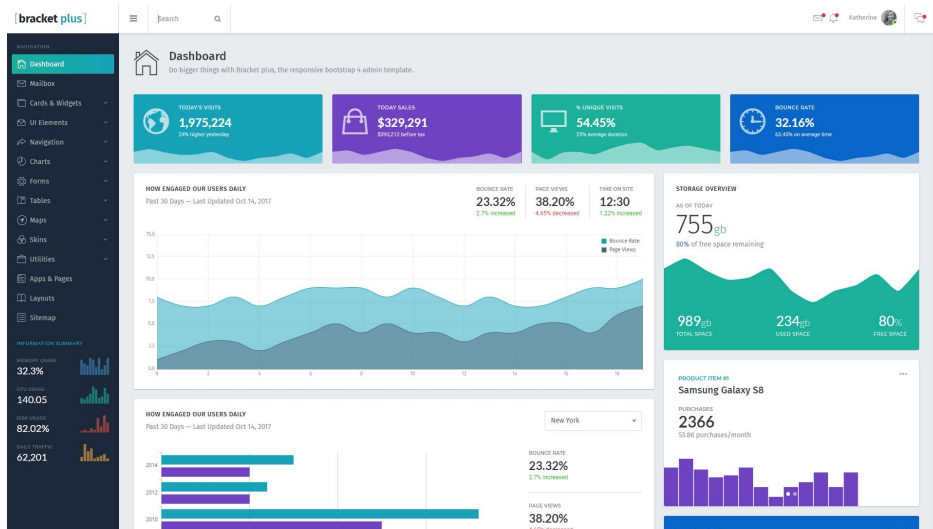 [bracket plus]
Search
Katherine
NAVIGATION
Dashboard
Mailbox
Cards & Widgets
UI Elements
Navigation
Charts
Forms
Tables
Maps
Skins
Utilities
Apps & Pages
Layouts
Sitemap
INFORMATION SUMMARY
MEMORY USAGE
32.3%
CPU USAGE
140.05
DISK USAGE
82.02%
DAILY TRAFFIC
62,201
Dashboard
Do bigger things with Bracket plus, the responsive bootstrap 4 admin template.
TODAY'S VISITS
1,975,224
24% higher yesterday
TODAY SALES
$329,291
$390,212 before tax
% UNIQUE VISITS
54.45%
23% average duration
BOUNCE RATE
32.16%
65.45% on average time
HOW ENGAGED OUR USERS DAILY
Past 30 Days — Last Updated Oct 14, 2017
BOUNCE RATE
23.32%
2.7% increased
PAGE VIEWS
38.20%
4.65% decreased
TIME ON SITE
12:30
1.22% increased
Bounce Rate
Page Views
15.0
12.5
10.0
7.5
5.0
2.5
0.0
0 2 4 6 8 10 12 14 16 18
STORAGE OVERVIEW
AS OF TODAY
755gb
80% of free space remaining
989gb
TOTAL SPACE
234gb
USED SPACE
80%
FREE SPACE
HOW ENGAGED OUR USERS DAILY
Past 30 Days — Last Updated Oct 14, 2017
New York
2014
2012
2010
BOUNCE RATE
23.32%
2.7% increased
PAGE VIEWS
38.20%
PRODUCT ITEM #1
Samsung Galaxy S8
PURCHASES
2366
53.86 purchases/month